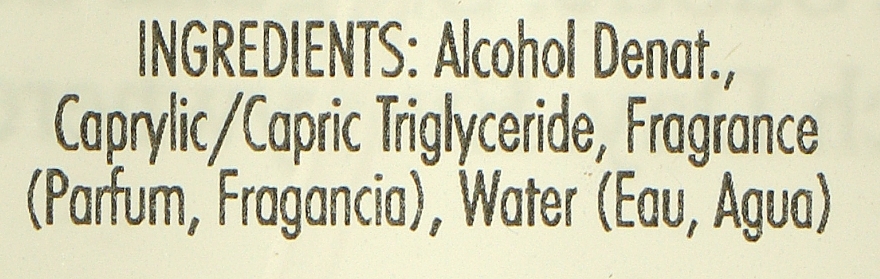 INGREDIENTS: Alcohol Denat.,
Caprylic/Capric Triglyceride, Fragrance
(Parfum, Fragancia), Water (Eau, Agua)